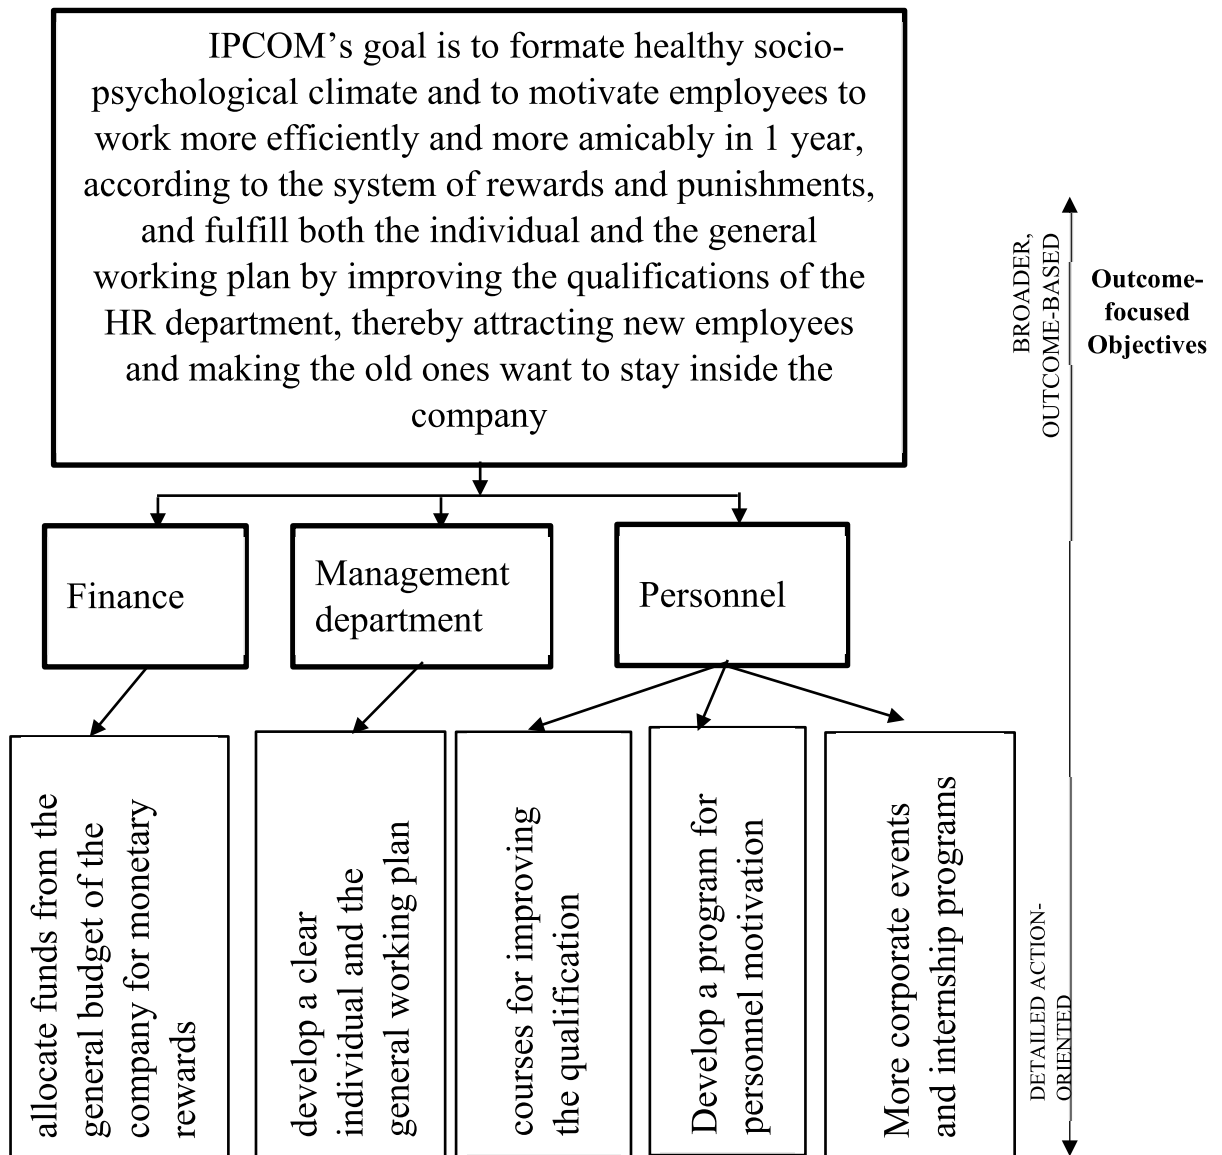 IPCOM’s goal is to formate healthy socio-
psychological climate and to motivate employees to
work more efficiently and more amicably in 1 year,
according to the system of rewards and punishments,
and fulfill both the individual and the general
working plan by improving the qualifications of the
HR department, thereby attracting new employees
and making the old ones want to stay inside the
company
BROADER,
OUTCOME-BASED
Outcome-
focused
Objectives
Finance
Management
department
Personnel
allocate funds from the
general budget of the
company for monetary
rewards
develop a clear
individual and the
general working plan
courses for improving
the qualification
Develop a program for
personnel motivation
More corporate events
and internship programs
DETAILED ACTION-
ORIENTED